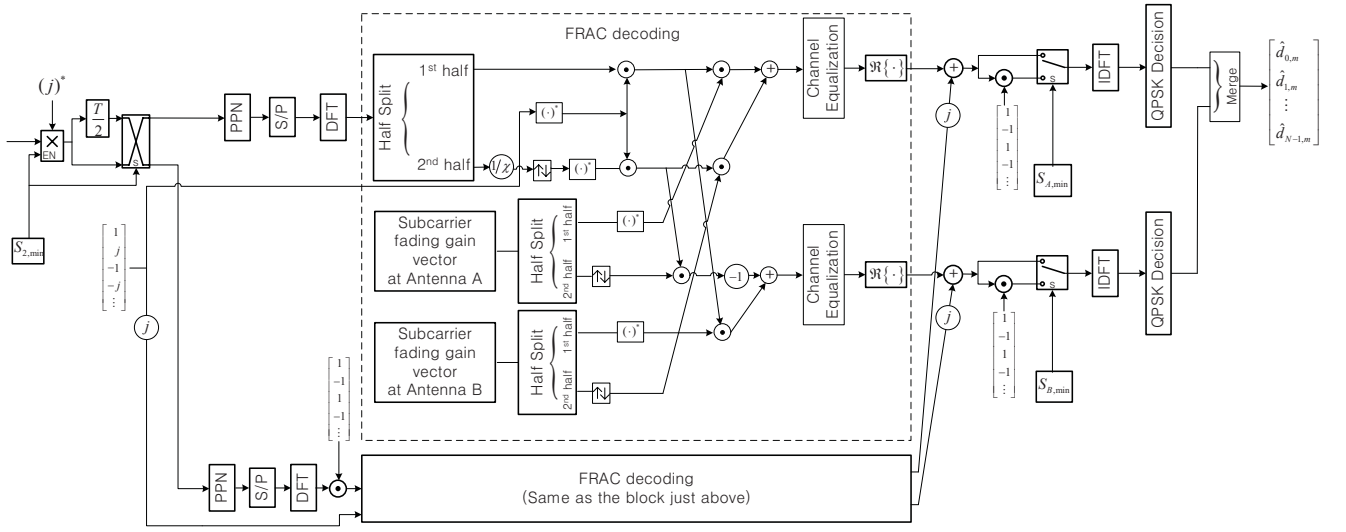 (j)*
×
EN
T
2
S
S2,min
1
j
-1
-j
⋮
j
PPN
S/P
DFT
FRAC decoding
Half Split
1st half
2nd half
1/χ
(·)*
(·)*
Subcarrier
fading gain
vector
at Antenna A
Half Split
1st half
2nd half
(·)*
-1
Subcarrier
fading gain
vector
at Antenna B
Half Split
1st half
2nd half
(·)*
+
+
Channel
Equalization
ℜ{·}
Channel
Equalization
ℜ{·}
+
j
+
j
1
-1
1
-1
⋮
S
SA,min
IDFT
QPSK Decision
1
-1
1
-1
⋮
S
SB,min
IDFT
QPSK Decision
Merge
d̂0,m
d̂1,m
⋮
d̂N-1,m
1
-1
1
-1
⋮
PPN
S/P
DFT
FRAC decoding
(Same as the block just above)